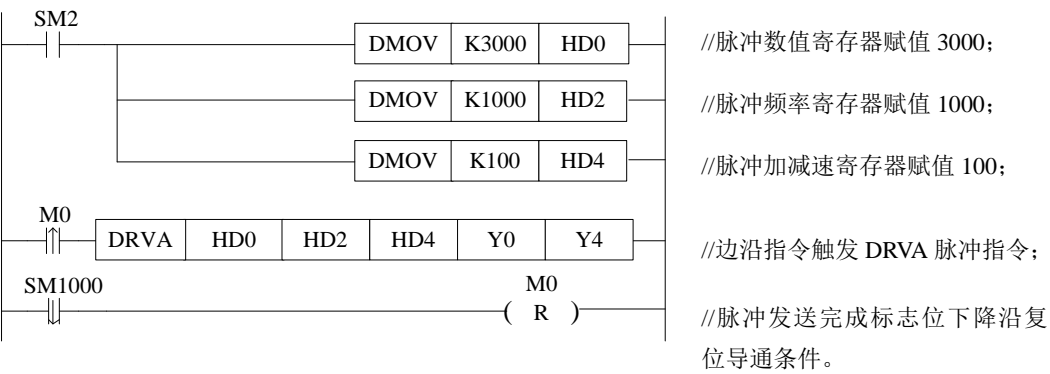 SM2
DMOV K3000 HD0 //脉冲数值寄存器赋值 3000；
DMOV K1000 HD2 //脉冲频率寄存器赋值 1000；
DMOV K100 HD4 //脉冲加减速寄存器赋值 100；
M0
DRVA HD0 HD2 HD4 Y0 Y4 //边沿指令触发 DRVA 脉冲指令；
SM1000 M0
( R ) //脉冲发送完成标志位下降沿复
位导通条件。